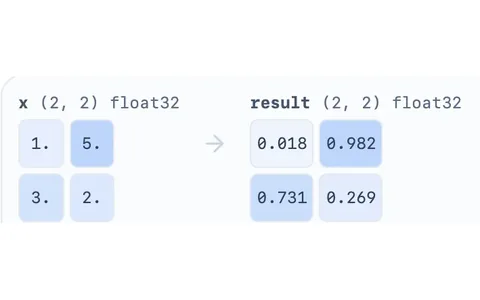 x (2, 2) float32 result (2, 2) float32
1. 5. → 0.018 0.982
3. 2. 0.731 0.269